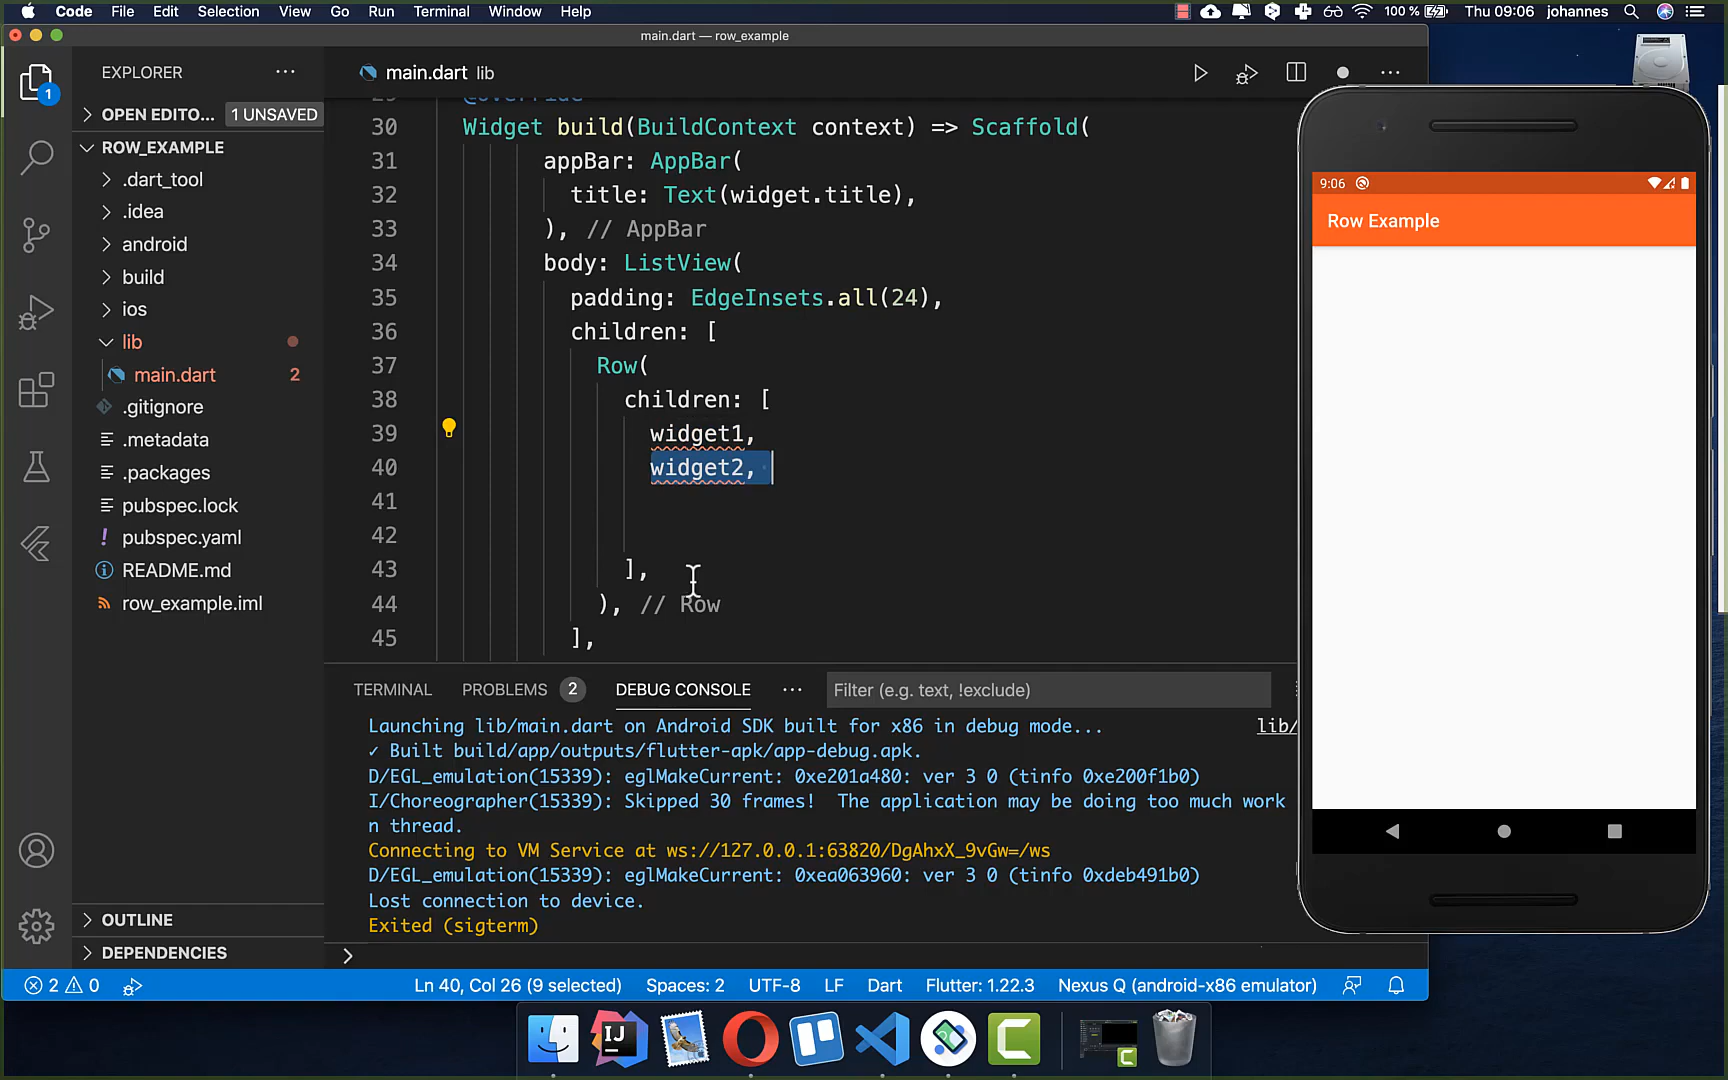 Code File Edit Selection View Go Run Terminal Window Help 100 % Thu 09:06 johannes
main.dart — row_example
EXPLORER
OPEN EDITO... 1 UNSAVED
ROW_EXAMPLE
.dart_tool
.idea
android
build
ios
lib
main.dart 2
.gitignore
.metadata
.packages
pubspec.lock
! pubspec.yaml
README.md
row_example.iml
OUTLINE
DEPENDENCIES
1
main.dart lib
@override
30 Widget build(BuildContext context) => Scaffold(
31 appBar: AppBar(
32 title: Text(widget.title),
33 ), // AppBar
34 body: ListView(
35 padding: EdgeInsets.all(24),
36 children: [
37 Row(
38 children: [
39 widget1,
40 widget2,
41
42
43 ],
44 ), // Row
45 ],
TERMINAL PROBLEMS 2 DEBUG CONSOLE ... Filter (e.g. text, !exclude)
Launching lib/main.dart on Android SDK built for x86 in debug mode... lib/
✓ Built build/app/outputs/flutter-apk/app-debug.apk.
D/EGL_emulation(15339): eglMakeCurrent: 0xe201a480: ver 3 0 (tinfo 0xe200f1b0)
I/Choreographer(15339): Skipped 30 frames! The application may be doing too much work
n thread.
Connecting to VM Service at ws://127.0.0.1:63820/DgAhxX_9vGw=/ws
D/EGL_emulation(15339): eglMakeCurrent: 0xea063960: ver 3 0 (tinfo 0xdeb491b0)
Lost connection to device.
Exited (sigterm)
2 0 Ln 40, Col 26 (9 selected) Spaces: 2 UTF-8 LF Dart Flutter: 1.22.3 Nexus Q (android-x86 emulator)
9:06
Row Example
IJ